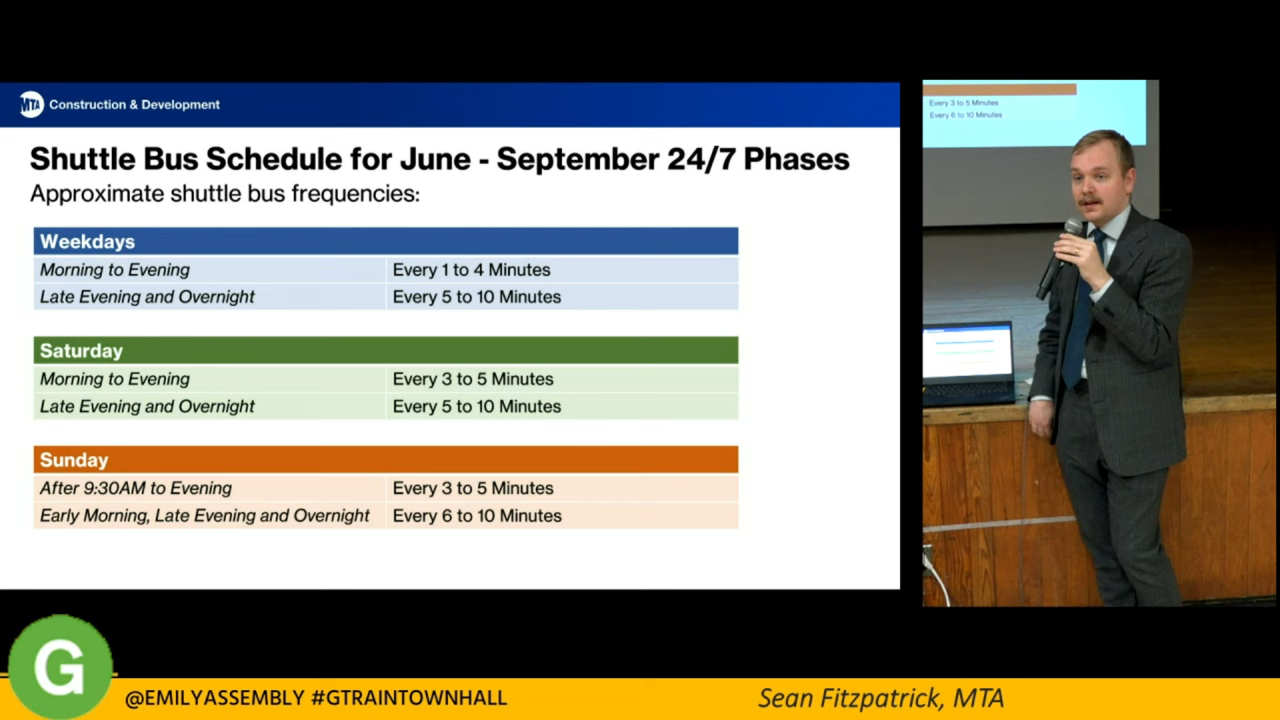 MTA Construction & Development
Shuttle Bus Schedule for June - September 24/7 Phases
Approximate shuttle bus frequencies:
Weekdays
Morning to Evening Every 1 to 4 Minutes
Late Evening and Overnight Every 5 to 10 Minutes
Saturday
Morning to Evening Every 3 to 5 Minutes
Late Evening and Overnight Every 5 to 10 Minutes
Sunday
After 9:30AM to Evening Every 3 to 5 Minutes
Early Morning, Late Evening and Overnight Every 6 to 10 Minutes
Every 3 to 5 Minutes
Every 6 to 10 Minutes
G
@EMILYASSEMBLY #GTRAINTOWNHALL
Sean Fitzpatrick, MTA